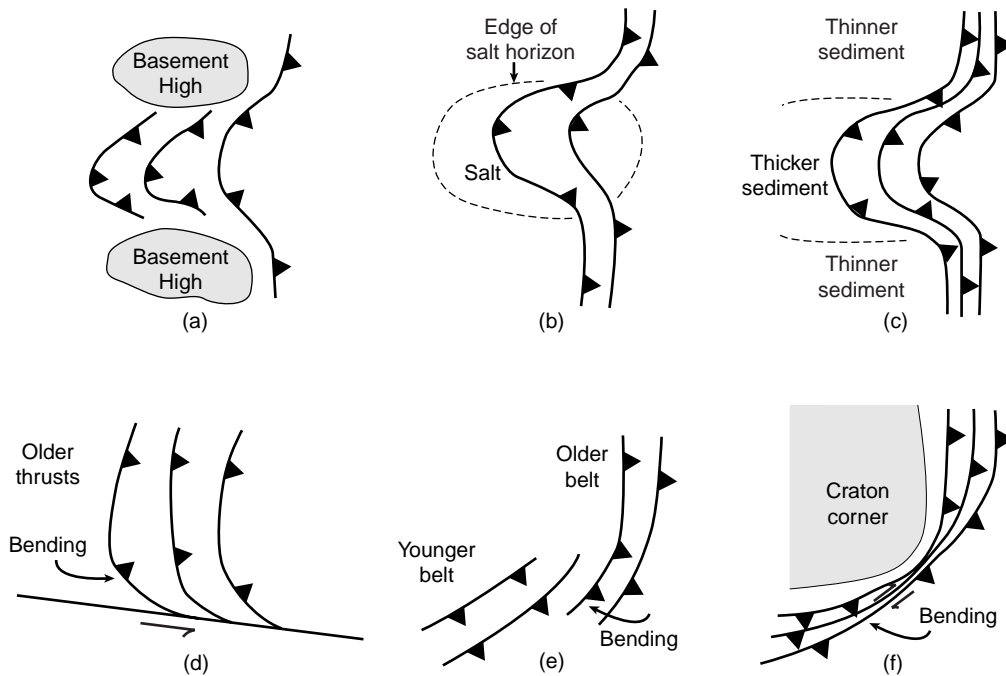 Basement
High
Basement
High
(a)
Edge of
salt horizon
Salt
(b)
Thinner
sediment
Thicker
sediment
Thinner
sediment
(c)
Older
thrusts
Bending
(d)
Older
belt
Younger
belt
Bending
(e)
Craton
corner
Bending
(f)